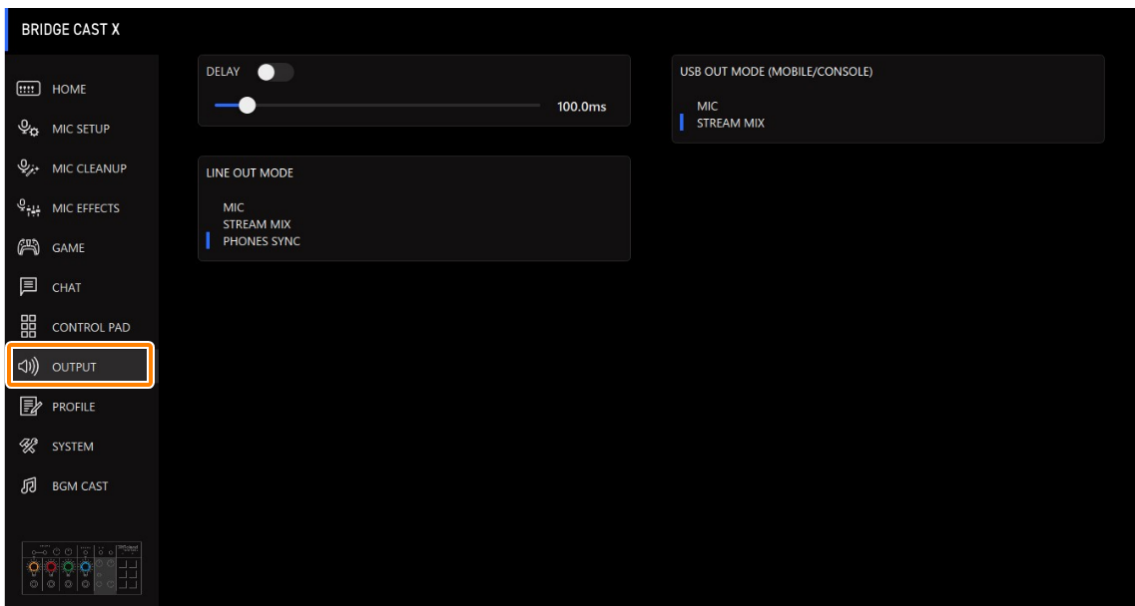 BRIDGE CAST X
HOME
MIC SETUP
MIC CLEANUP
MIC EFFECTS
GAME
CHAT
CONTROL PAD
OUTPUT
PROFILE
SYSTEM
BGM CAST
DELAY
100.0ms
LINE OUT MODE
MIC
STREAM MIX
PHONES SYNC
USB OUT MODE (MOBILE/CONSOLE)
MIC
STREAM MIX